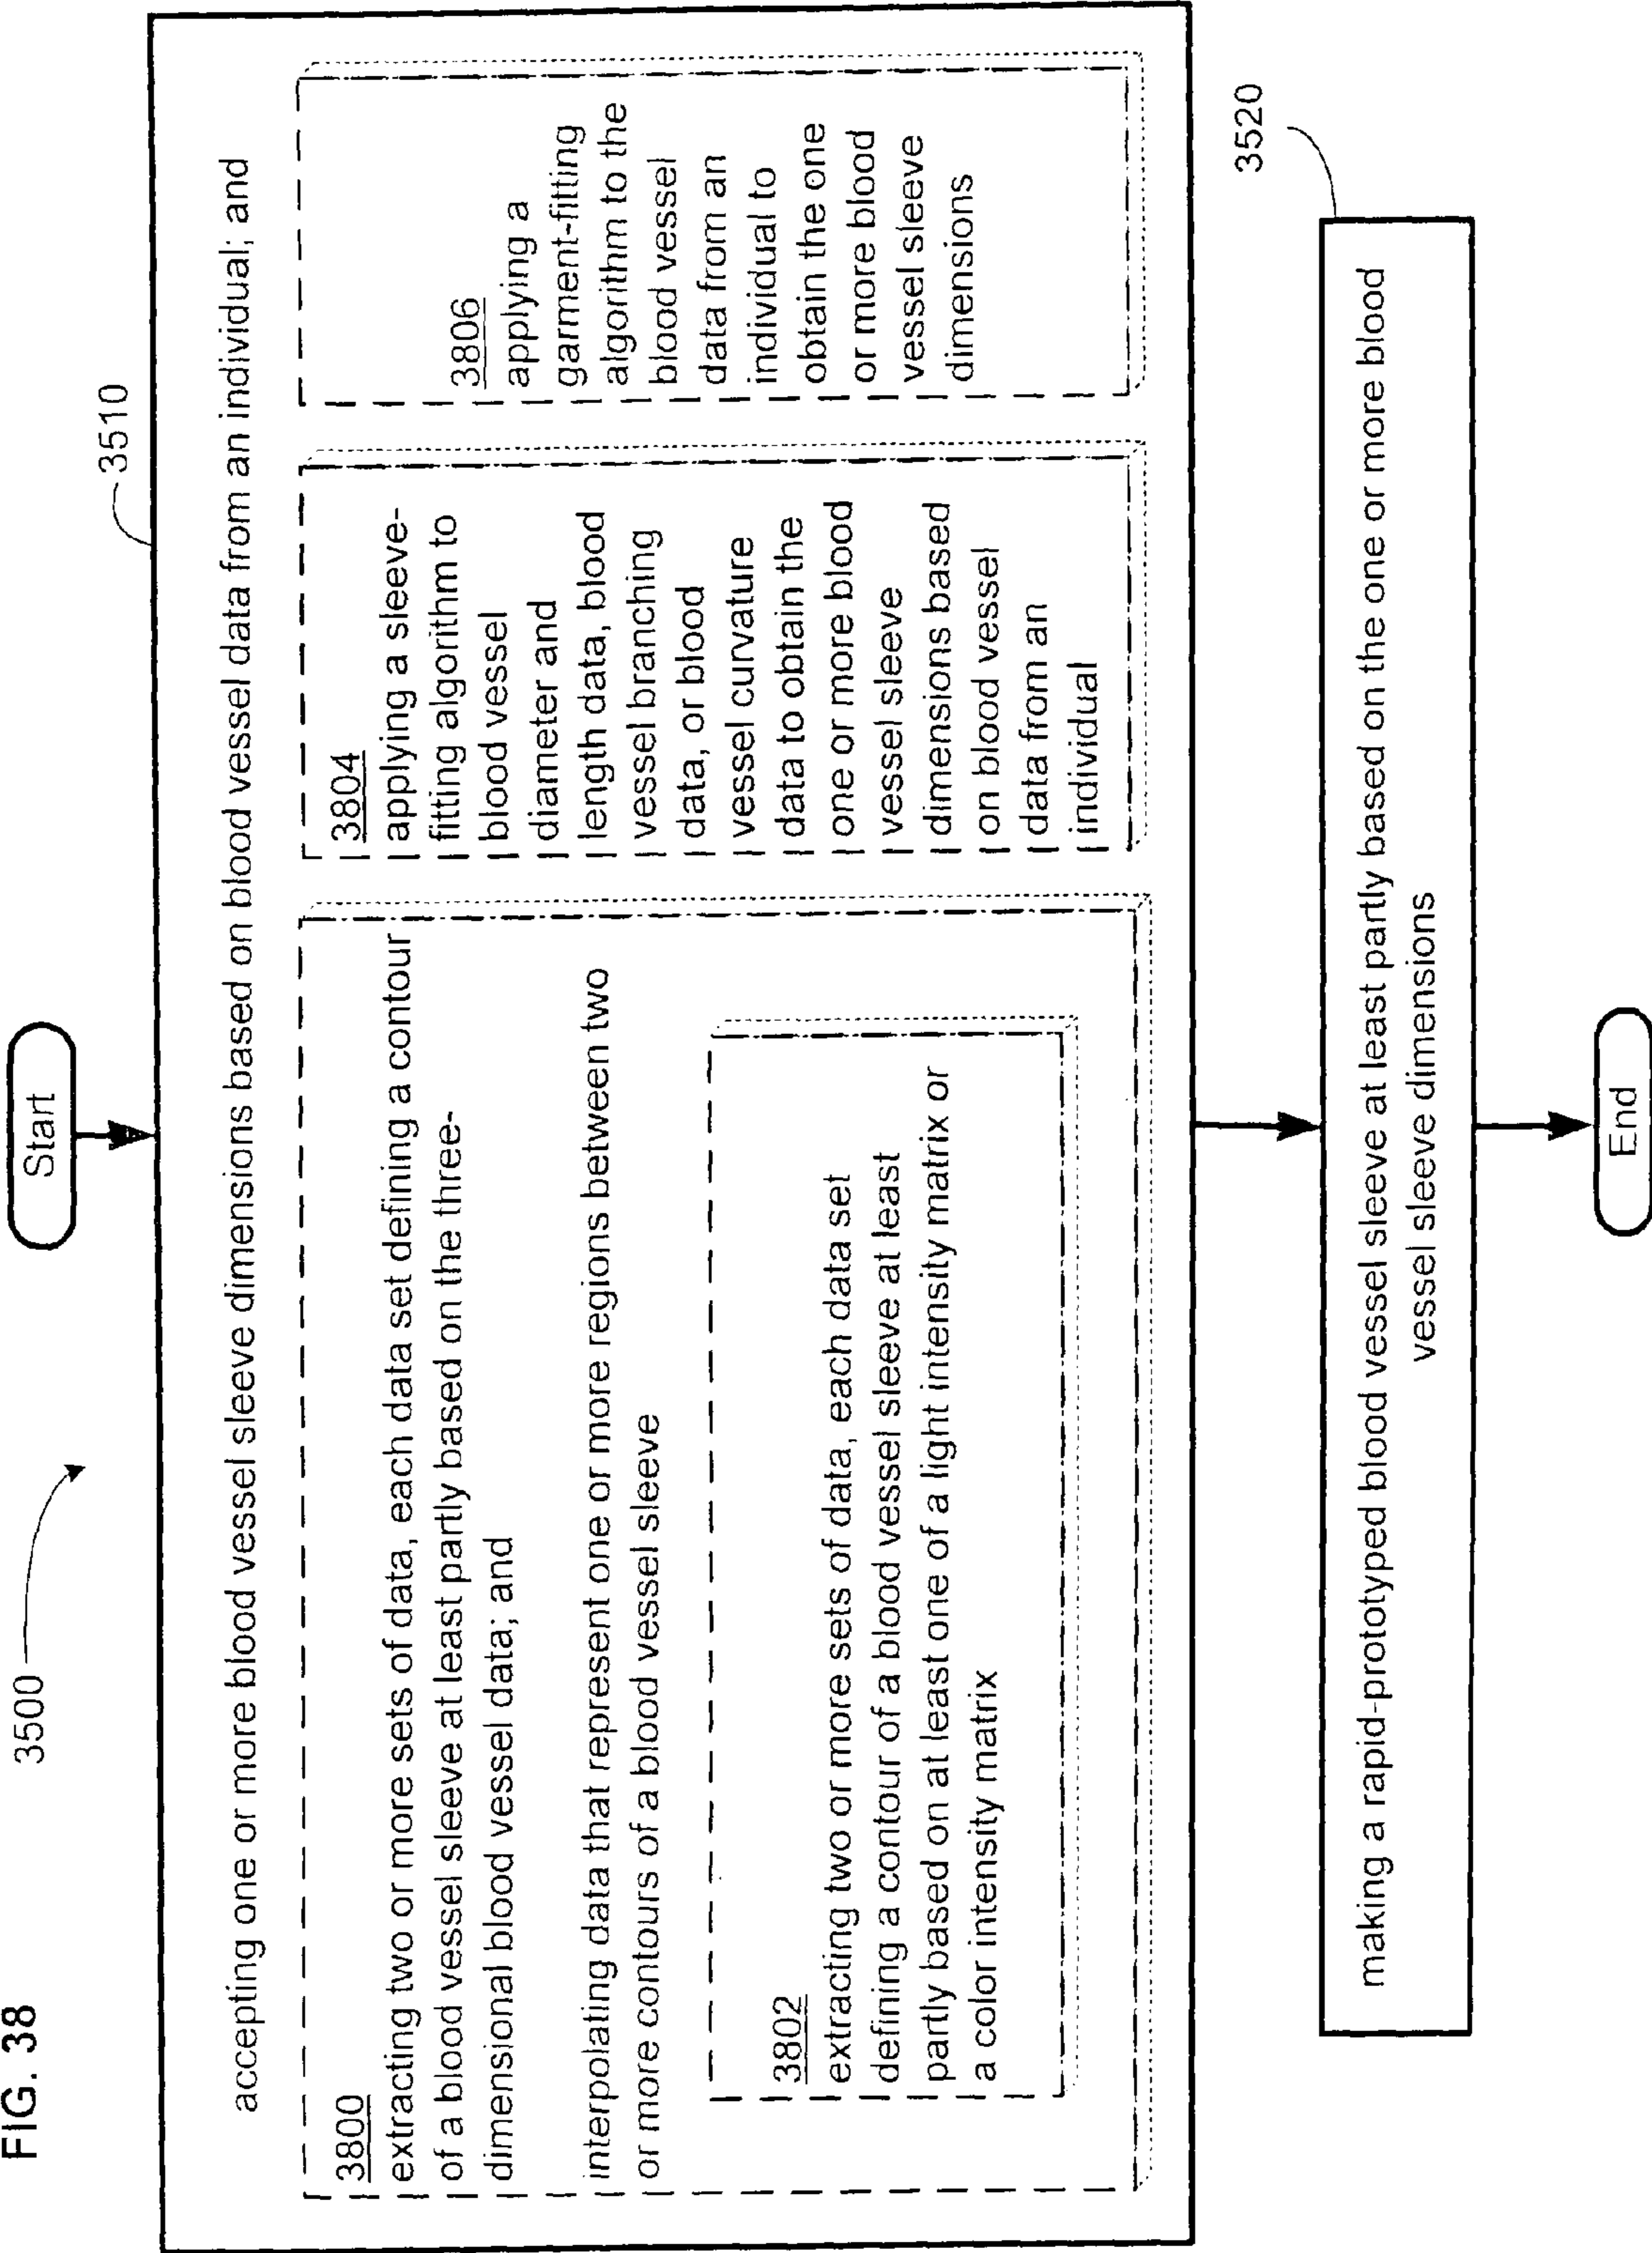 FIG. 38
3500
Start
3510
accepting one or more blood vessel sleeve dimensions based on blood vessel data from an individual; and
3800
extracting two or more sets of data, each data set defining a contour
of a blood vessel sleeve at least partly based on the three-
dimensional blood vessel data; and
interpolating data that represent one or more regions between two
or more contours of a blood vessel sleeve
3802
extracting two or more sets of data, each data set
defining a contour of a blood vessel sleeve at least
partly based on at least one of a light intensity matrix or
a color intensity matrix
3804
applying a sleeve-
fitting algorithm to
blood vessel
diameter and
length data, blood
vessel branching
data, or blood
vessel curvature
data to obtain the
one or more blood
vessel sleeve
dimensions based
on blood vessel
data from an
individual
3806
applying a
garment-fitting
algorithm to the
blood vessel
data from an
individual to
obtain the one
or more blood
vessel sleeve
dimensions
3520
making a rapid-prototyped blood vessel sleeve at least partly based on the one or more blood
vessel sleeve dimensions
End